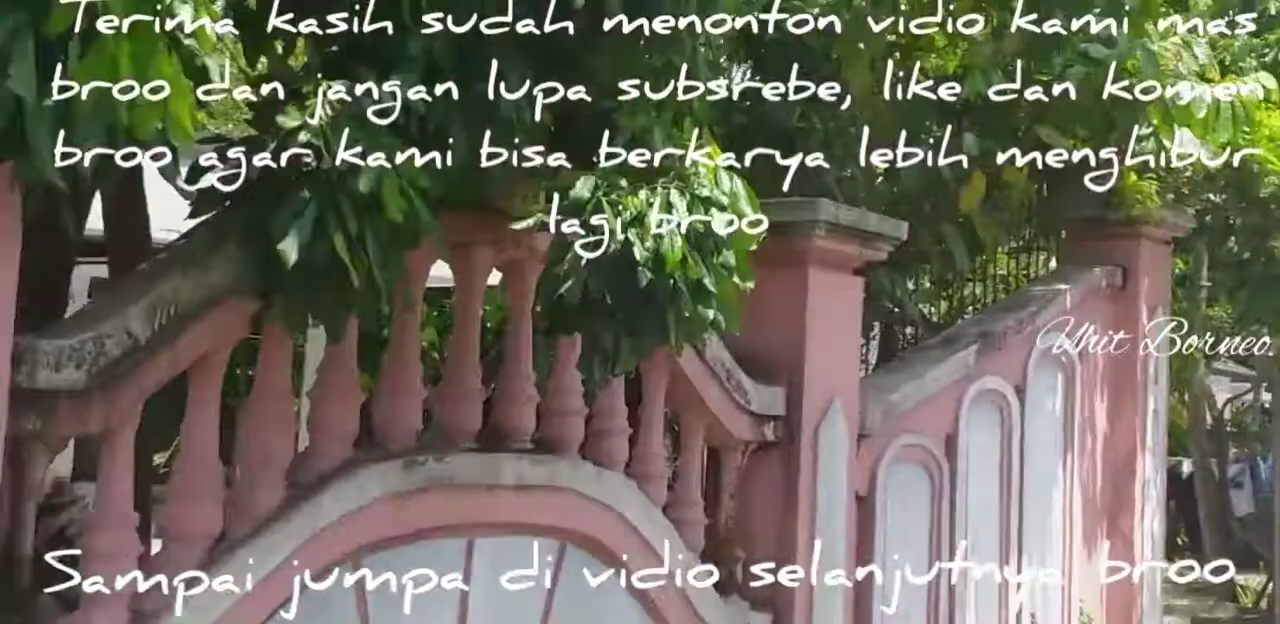 Terima kasih sudah menonton vidio kami mas
broo dan jangan lupa subsrebe, like dan komen
broo agar kami bisa berkarya lebih menghibur
lagi broo
Uhit Borneo.
Sampai jumpa di vidio selanjutnya broo